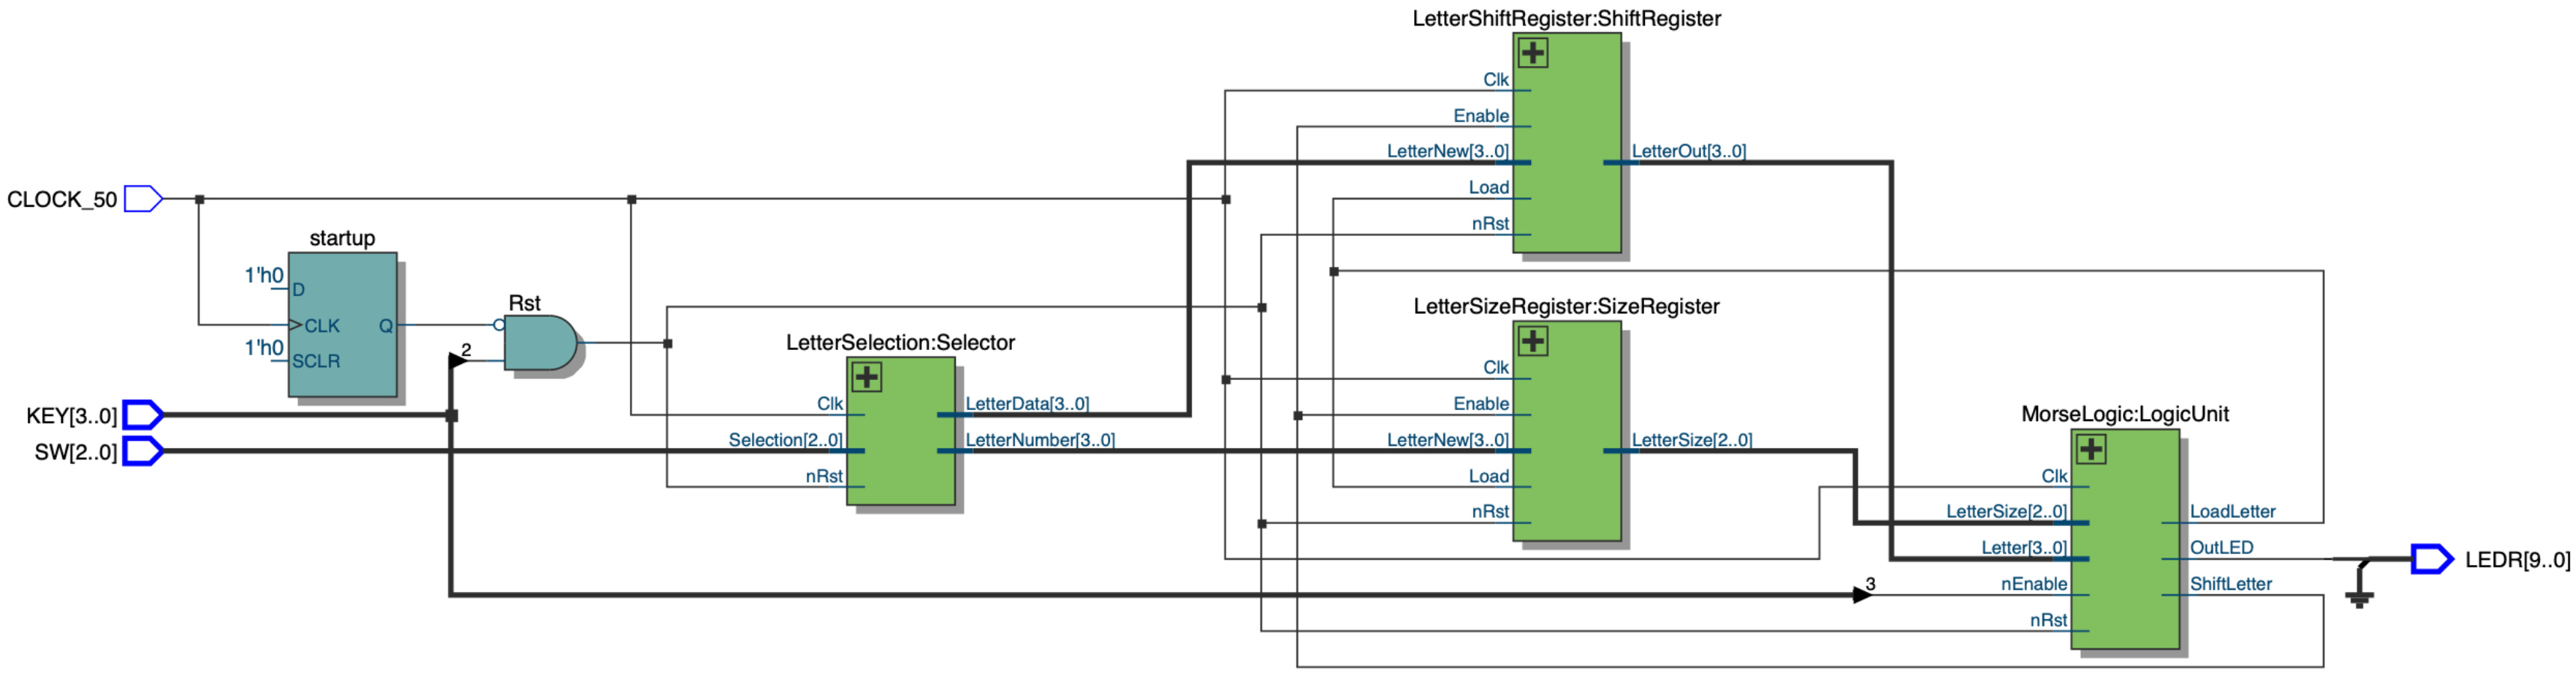 LetterShiftRegister:ShiftRegister
Clk
Enable
LetterNew[3..0]
LetterOut[3..0]
Load
nRst
CLOCK_50
startup
1'h0
D
CLK
Q
1'h0
SCLR
Rst
2
KEY[3..0]
SW[2..0]
LetterSelection:Selector
Clk
LetterData[3..0]
Selection[2..0]
LetterNumber[3..0]
nRst
LetterSizeRegister:SizeRegister
Clk
Enable
LetterNew[3..0]
LetterSize[2..0]
Load
nRst
MorseLogic:LogicUnit
Clk
LetterSize[2..0]
LoadLetter
Letter[3..0]
OutLED
3
nEnable
ShiftLetter
nRst
LEDR[9..0]